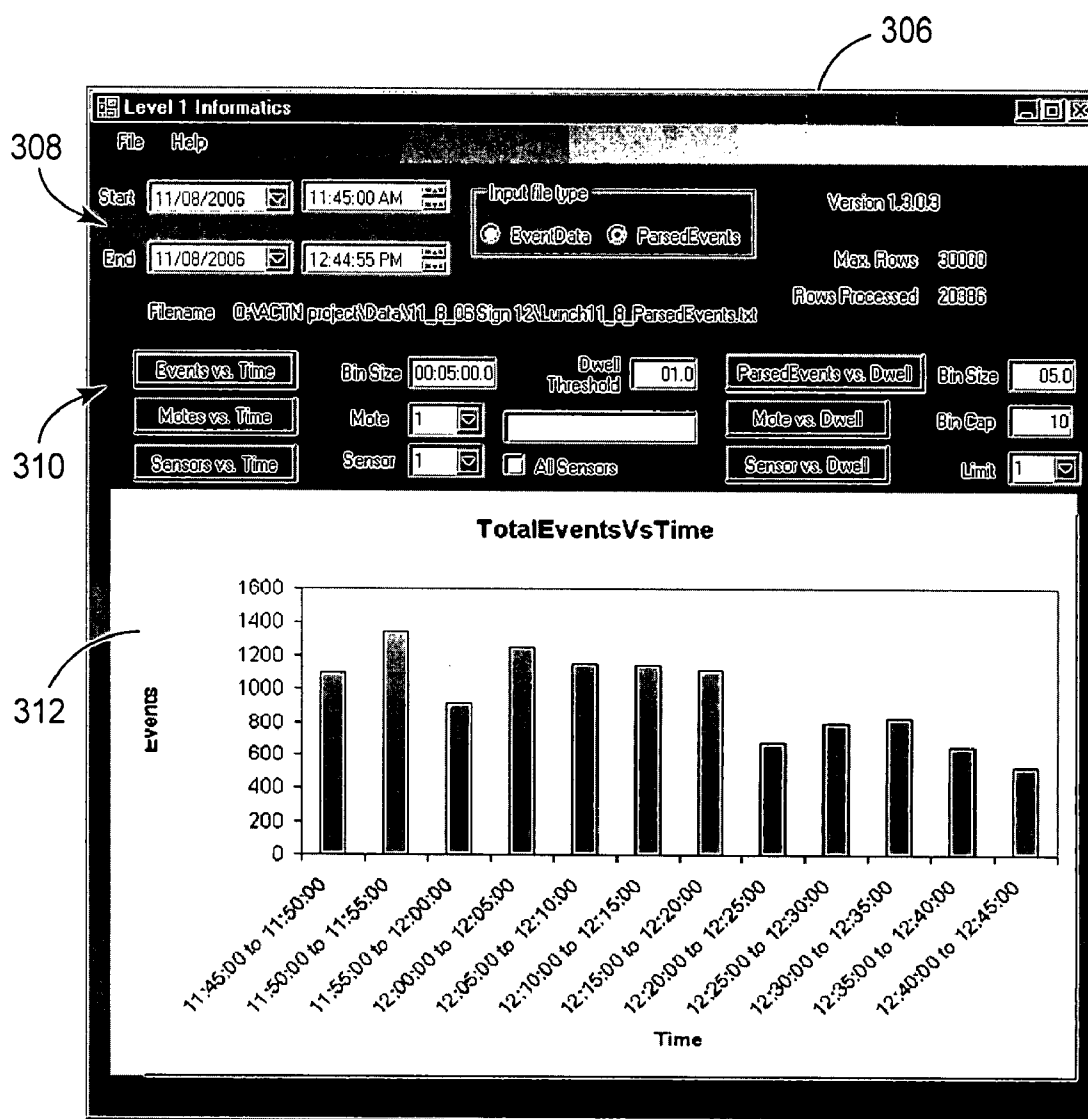 306
Level 1 Informatics
File Help
308
Start 11/08/2006 11:45:00 AM Input file type Version 1.3.0.3
EventData ParsedEvents
End 11/08/2006 12:44:55 PM Max. Rows 30000
Rows Processed 20386
Filename O:\ACTN project\Data\11_8_06 Sign 12\Lunch11_8_ParsedEvents.txt
310
Events vs. Time Bin Size 00:05:00.0 Dwell Threshold 01.0 ParsedEvents vs. Dwell Bin Size 05.0
Motes vs. Time Mote 1 Mote vs. Dwell Bin Cap 10
Sensors vs. Time Sensor 1 All Sensors Sensor vs. Dwell Limit 1
TotalEventsVsTime
312
Events
1600
1400
1200
1000
800
600
400
200
0
11:45:00 to 11:50:00
11:50:00 to 11:55:00
11:55:00 to 12:00:00
12:00:00 to 12:05:00
12:05:00 to 12:10:00
12:10:00 to 12:15:00
12:15:00 to 12:20:00
12:20:00 to 12:25:00
12:25:00 to 12:30:00
12:30:00 to 12:35:00
12:35:00 to 12:40:00
12:40:00 to 12:45:00
Time